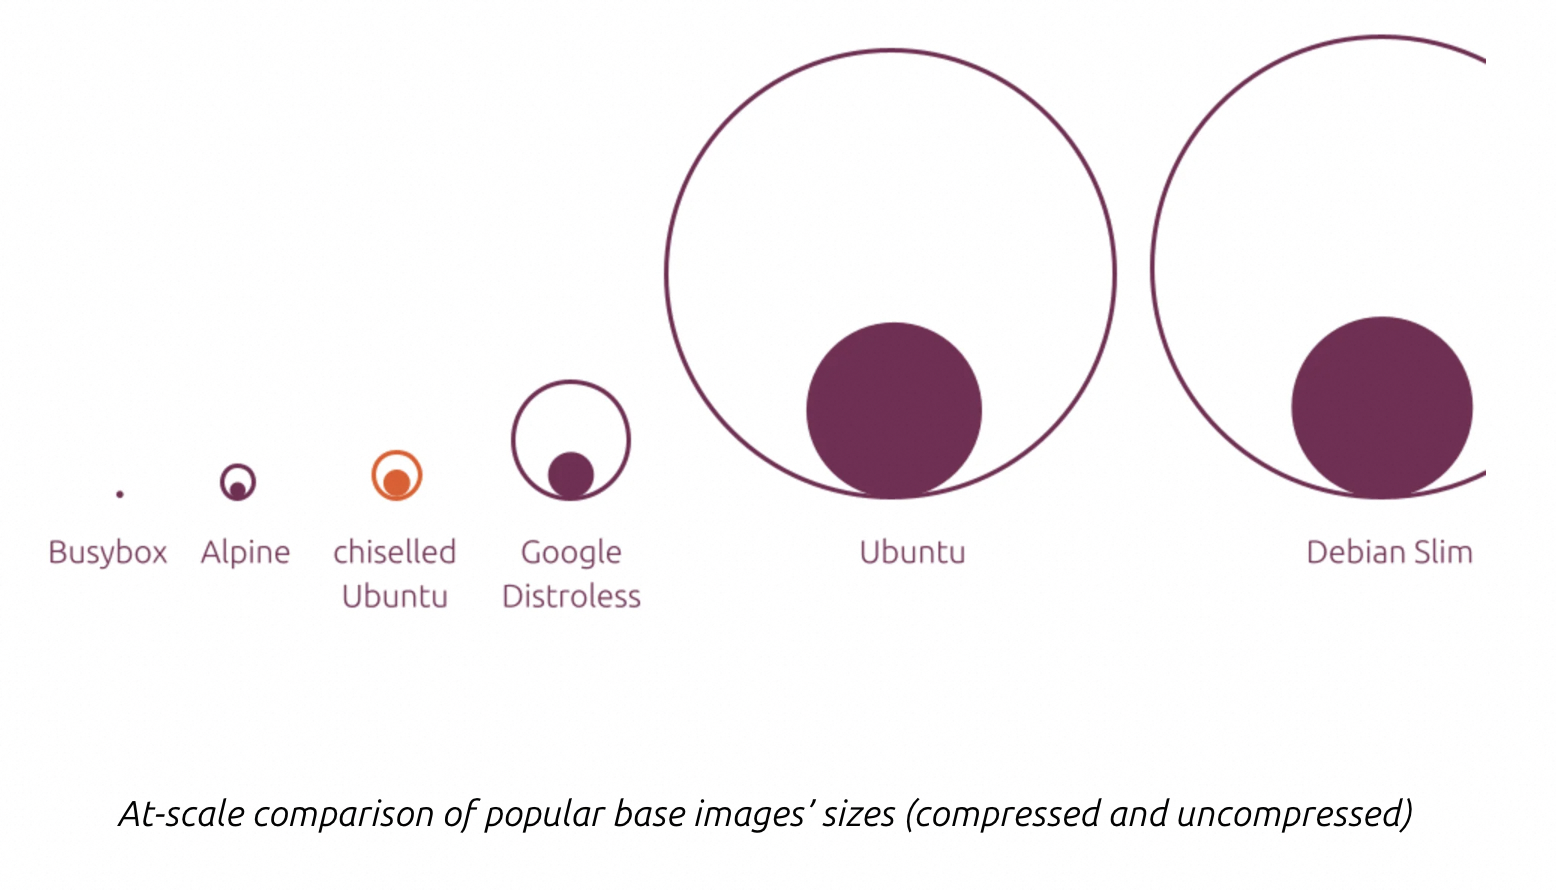 Busybox
Alpine
chiselled
Ubuntu
Google
Distroless
Ubuntu
Debian Slim
At-scale comparison of popular base images’ sizes (compressed and uncompressed)